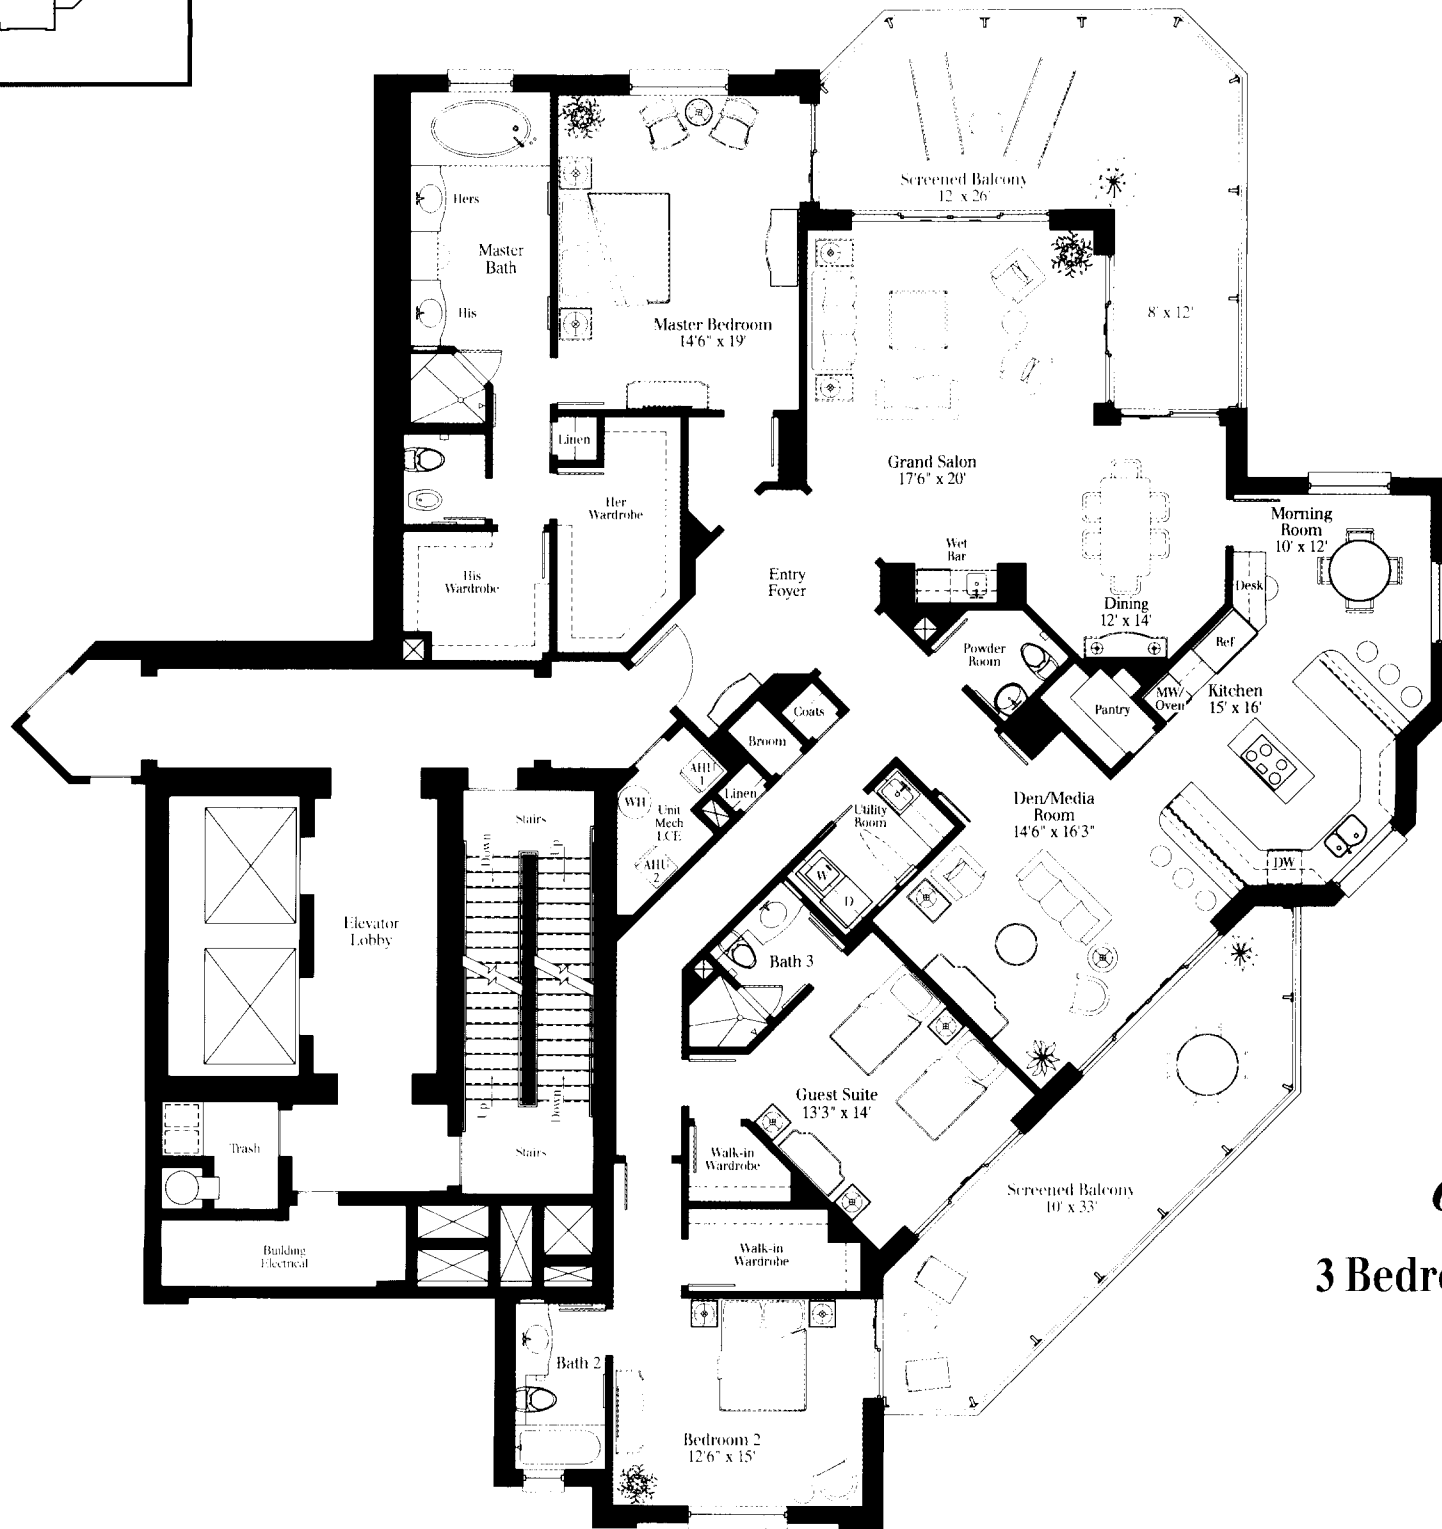 Screened Balcony
12' x 26'
8' x 12'
Hers
Master
Bath
His
Master Bedroom
14'6" x 19'
Linen
Her
Wardrobe
His
Wardrobe
Grand Salon
17'6" x 20'
Wet
Bar
Entry
Foyer
Dining
12' x 14'
Morning
Room
10' x 12'
Desk
Ref
MW/
Oven
Kitchen
15' x 16'
Pantry
Powder
Room
Coats
Broom
Linen
AHU
1
WH
Unit
Mech
LCE
AHU
2
Utility
Room
W
D
Den/Media
Room
14'6" x 16'3"
DW
Stairs
Down
Up
Elevator
Lobby
Up
Down
Stairs
Trash
Building
Electrical
Bath 3
Guest Suite
13'3" x 14'
Walk-in
Wardrobe
Walk-in
Wardrobe
Screened Balcony
10' x 33'
Bath 2
Bedroom 2
12'6" x 15'
3 Bedro